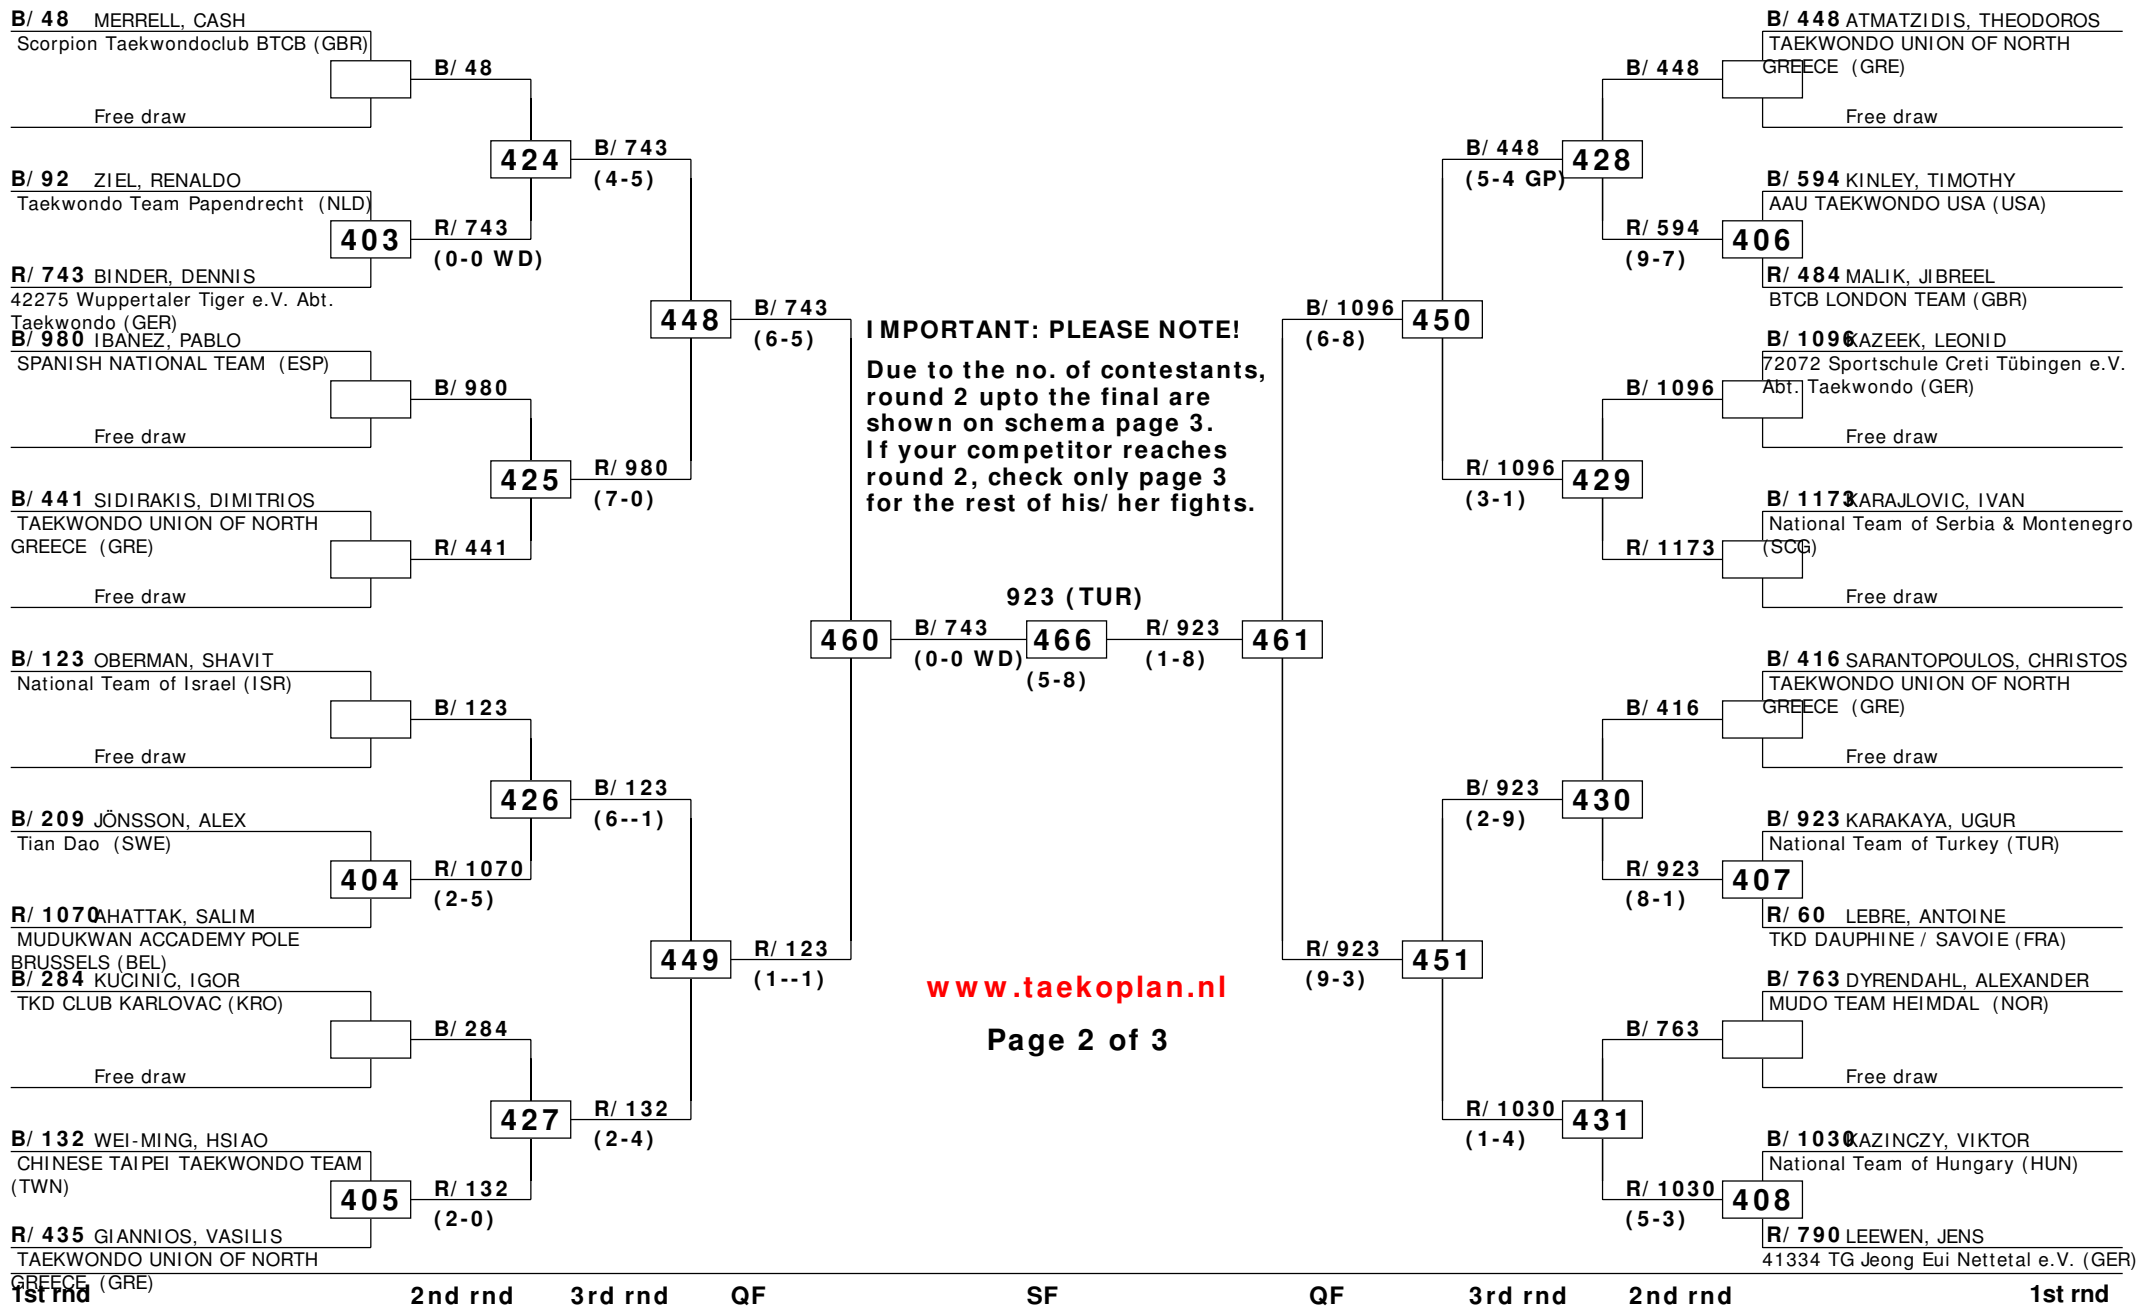 B/ 48 MERRELL, CASH
Scorpion Taekwondoclub BTCB (GBR)
B/ 48
Free draw
424
B/ 743
(4-5)
B/ 92 ZIEL, RENALDO
Taekwondo Team Papendrecht (NLD)
403
R/ 743
(0-0 WD)
R/ 743 BINDER, DENNIS
42275 Wuppertaler Tiger e.V. Abt.
Taekwondo (GER)
448
B/ 743
(6-5)
B/ 980 IBANEZ, PABLO
SPANISH NATIONAL TEAM (ESP)
B/ 980
Free draw
425
R/ 980
(7-0)
B/ 441 SIDIRAKIS, DIMITRIOS
TAEKWONDO UNION OF NORTH
GREECE (GRE)
R/ 441
Free draw
460
B/ 743
(0-0 WD)
B/ 123 OBERMAN, SHAVIT
National Team of Israel (ISR)
B/ 123
Free draw
426
B/ 123
(6--1)
B/ 209 JÖNSSON, ALEX
Tian Dao (SWE)
404
R/ 1070
(2-5)
R/ 1070 AHATTAK, SALIM
MUDUKWAN ACCADEMY POLE
BRUSSELS (BEL)
449
R/ 123
(1--1)
B/ 284 KUCINIC, IGOR
TKD CLUB KARLOVAC (KRO)
B/ 284
Free draw
427
R/ 132
(2-4)
B/ 132 WEI-MING, HSIAO
CHINESE TAIPEI TAEKWONDO TEAM
(TWN)
405
R/ 132
(2-0)
R/ 435 GIANNIOS, VASILIS
TAEKWONDO UNION OF NORTH
GREECE (GRE)
IMPORTANT: PLEASE NOTE!
Due to the no. of contestants,
round 2 upto the final are
shown on schema page 3.
If your competitor reaches
round 2, check only page 3
for the rest of his/ her fights.
923 (TUR)
466
(5-8)
www.taekoplan.nl
Page 2 of 3
B/ 448 ATMATZIDIS, THEODOROS
TAEKWONDO UNION OF NORTH
GREECE (GRE)
B/ 448
Free draw
B/ 448
(5-4 GP)
428
B/ 594 KINLEY, TIMOTHY
AAU TAEKWONDO USA (USA)
R/ 594
(9-7)
406
R/ 484 MALIK, JIBREEL
BTCB LONDON TEAM (GBR)
B/ 1096
(6-8)
450
B/ 1096 KAZEEK, LEONID
72072 Sportschule Creti Tübingen e.V.
Abt. Taekwondo (GER)
B/ 1096
Free draw
R/ 1096
(3-1)
429
B/ 1173 KARAJLOVIC, IVAN
National Team of Serbia & Montenegro
(SCG)
R/ 1173
Free draw
R/ 923
(1-8)
461
B/ 416 SARANTOPOULOS, CHRISTOS
TAEKWONDO UNION OF NORTH
GREECE (GRE)
B/ 416
Free draw
B/ 923
(2-9)
430
B/ 923 KARAKAYA, UGUR
National Team of Turkey (TUR)
R/ 923
(8-1)
407
R/ 60 LEBRE, ANTOINE
TKD DAUPHINE / SAVOIE (FRA)
R/ 923
(9-3)
451
B/ 763 DYRENDAHL, ALEXANDER
MUDO TEAM HEIMDAL (NOR)
B/ 763
Free draw
R/ 1030
(1-4)
431
B/ 1030 KAZINCZY, VIKTOR
National Team of Hungary (HUN)
R/ 1030
(5-3)
408
R/ 790 LEEWEN, JENS
41334 TG Jeong Eui Nettetal e.V. (GER)
1st rnd 2nd rnd 3rd rnd QF SF QF 3rd rnd 2nd rnd 1st rnd